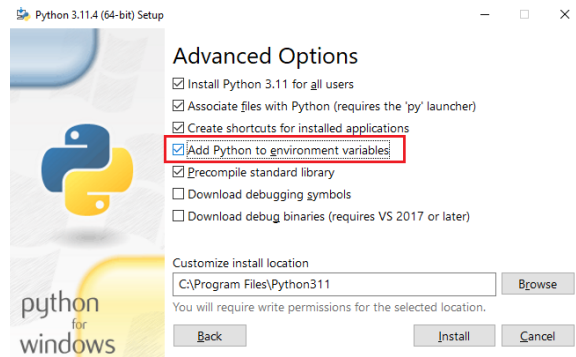 Python 3.11.4 (64-bit) Setup
Advanced Options
Install Python 3.11 for all users
Associate files with Python (requires the 'py' launcher)
Create shortcuts for installed applications
Add Python to environment variables
Precompile standard library
Download debugging symbols
Download debug binaries (requires VS 2017 or later)
Customize install location
C:\Program Files\Python311
Browse
You will require write permissions for the selected location.
python
for
windows
Back
Install
Cancel